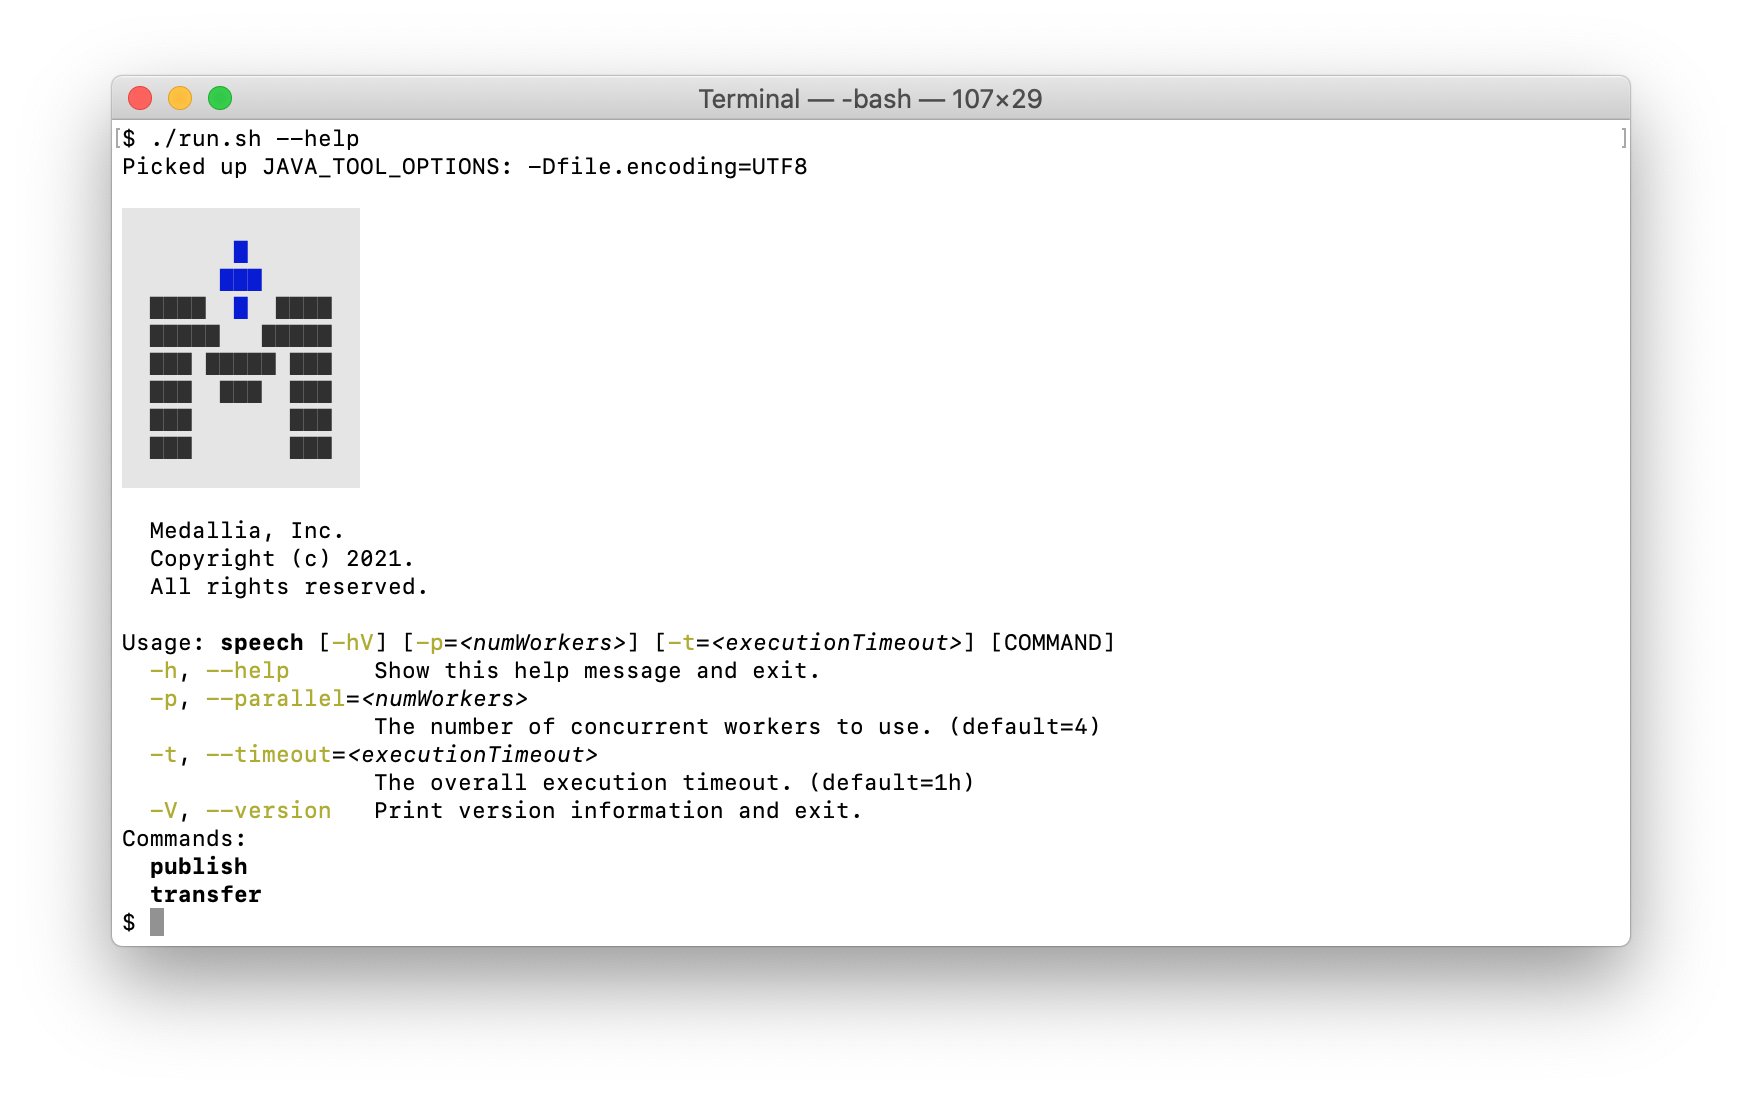 Terminal — -bash — 107×29
[$ ./run.sh --help ]
Picked up JAVA_TOOL_OPTIONS: -Dfile.encoding=UTF8
Medallia, Inc.
Copyright (c) 2021.
All rights reserved.
Usage: speech [-hV] [-p=<numWorkers>] [-t=<executionTimeout>] [COMMAND]
-h, --help      Show this help message and exit.
-p, --parallel=<numWorkers>
The number of concurrent workers to use. (default=4)
-t, --timeout=<executionTimeout>
The overall execution timeout. (default=1h)
-V, --version   Print version information and exit.
Commands:
publish
transfer
$